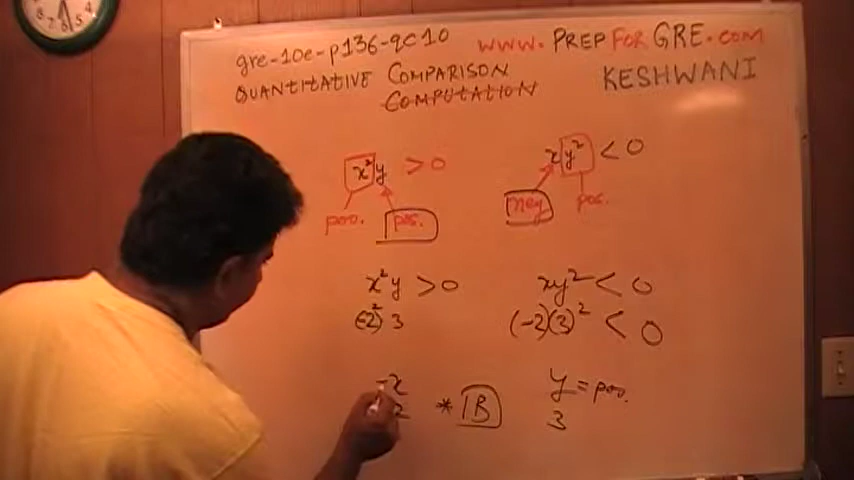 gre-10e-p136-qc10 www.PREPFORGRE.com
QUANTITATIVE COMPARISON KESHWANI
COMPUTATION
x²y > 0 xy² < 0
pos. pos. neg pos.
x²y > 0 xy² < 0
(-2)² 3 (-2)(3)² < 0
-x * B y = pos.
2 3